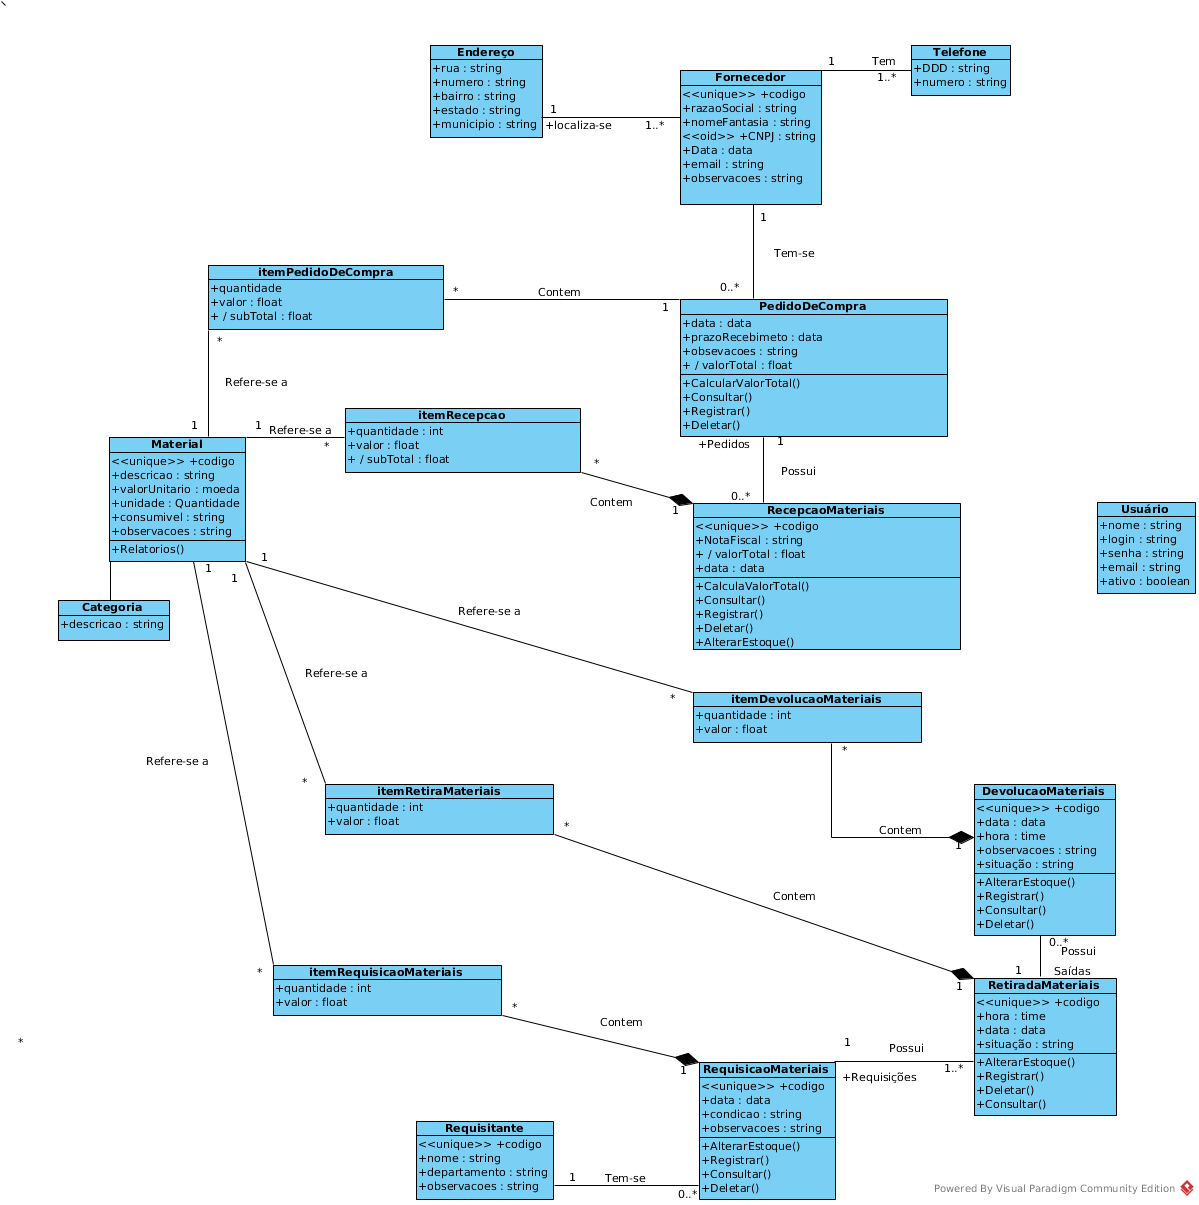 `
Endereço
+rua : string
+numero : string
+bairro : string
+estado : string
+municipio : string
1
+localiza-se
1..*
Fornecedor
<<unique>> +codigo
+razaoSocial : string
+nomeFantasia : string
<<oid>> +CNPJ : string
+Data : data
+email : string
+observacoes : string
1
Tem
1..*
Telefone
+DDD : string
+numero : string
1
Tem-se
0..*
itemPedidoDeCompra
+quantidade
+valor : float
+ / subTotal : float
*
Contem
1
PedidoDeCompra
+data : data
+prazoRecebimeto : data
+obsevacoes : string
+ / valorTotal : float
+CalcularValorTotal()
+Consultar()
+Registrar()
+Deletar()
*
Refere-se a
1
1
Refere-se a
*
itemRecepcao
+quantidade : int
+valor : float
+ / subTotal : float
*
Contem
1
+Pedidos
1
Possui
0..*
Material
<<unique>> +codigo
+descricao : string
+valorUnitario : moeda
+unidade : Quantidade
+consumivel : string
+observacoes : string
+Relatorios()
RecepcaoMateriais
<<unique>> +codigo
+NotaFiscal : string
+ / valorTotal : float
+data : data
+CalculaValorTotal()
+Consultar()
+Registrar()
+Deletar()
+AlterarEstoque()
Usuário
+nome : string
+login : string
+senha : string
+email : string
+ativo : boolean
Categoria
+descricao : string
1
1
1
Refere-se a
*
Refere-se a
*
Refere-se a
*
itemDevolucaoMateriais
+quantidade : int
+valor : float
*
Contem
1
itemRetiraMateriais
+quantidade : int
+valor : float
*
Contem
1
DevolucaoMateriais
<<unique>> +codigo
+data : data
+hora : time
+observacoes : string
+situação : string
+AlterarEstoque()
+Registrar()
+Consultar()
+Deletar()
0..*
Possui
1
Saídas
itemRequisicaoMateriais
+quantidade : int
+valor : float
*
Contem
1
RetiradaMateriais
<<unique>> +codigo
+hora : time
+data : data
+situação : string
+AlterarEstoque()
+Registrar()
+Deletar()
+Consultar()
*
1
Possui
+Requisições
1..*
RequisicaoMateriais
<<unique>> +codigo
+data : data
+condicao : string
+observacoes : string
+AlterarEstoque()
+Registrar()
+Consultar()
+Deletar()
Requisitante
<<unique>> +codigo
+nome : string
+departamento : string
+observacoes : string
1
Tem-se
0..*
Powered By Visual Paradigm Community Edition